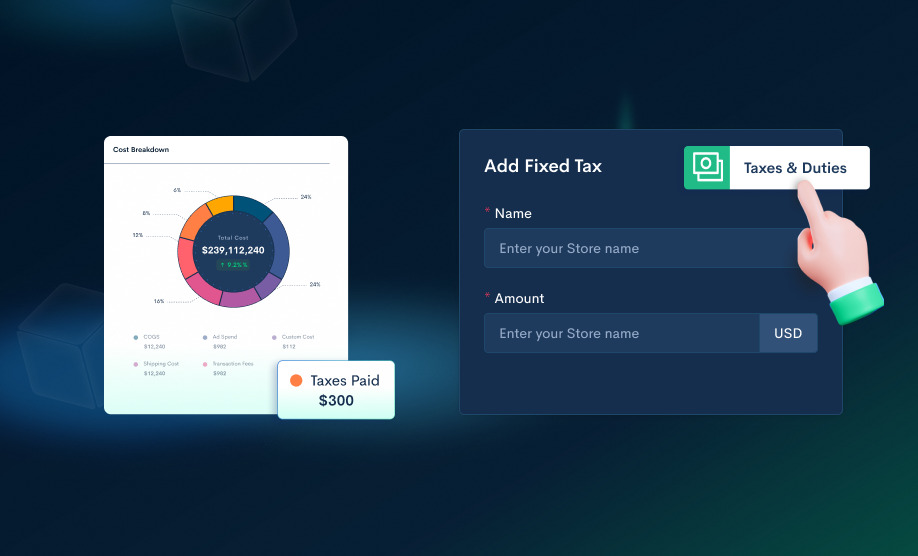 Cost Breakdown
6%
24%
8%
12%
Total Cost
$239,112,240
↑ 9.2%%
24%
16%
COGS
$12,240
Ad Spend
$982
Custom Cost
$112
Shipping Cost
$12,240
Transaction Fees
$982
Taxes Paid
$300
Add Fixed Tax
Taxes & Duties
* Name
Enter your Store name
* Amount
Enter your Store name
USD